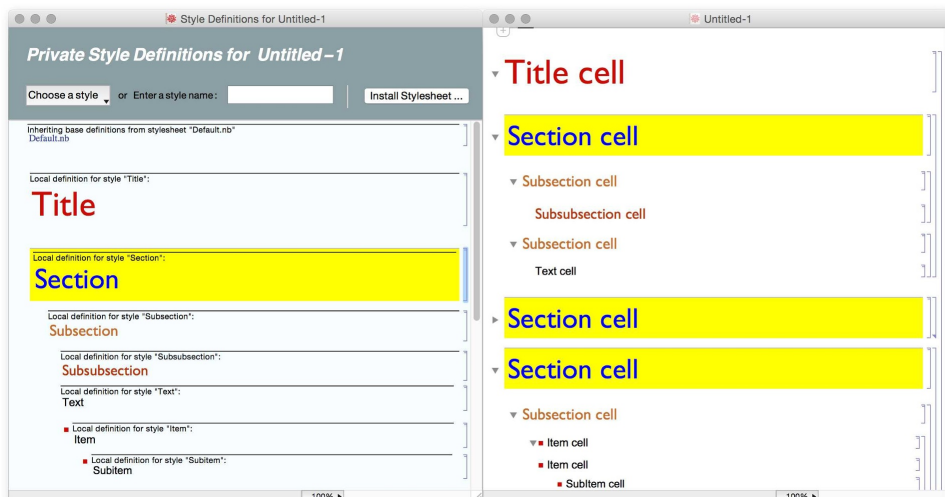 Style Definitions for Untitled-1
Private Style Definitions for Untitled–1
Choose a style or Enter a style name: Install Stylesheet ...
Inheriting base definitions from stylesheet "Default.nb"
Default.nb
Local definition for style "Title":
Title
Local definition for style "Section":
Section
Local definition for style "Subsection":
Subsection
Local definition for style "Subsubsection":
Subsubsection
Local definition for style "Text":
Text
Local definition for style "Item":
Item
Local definition for style "Subitem":
Subitem
100%
Untitled-1
Title cell
Section cell
Subsection cell
Subsubsection cell
Subsection cell
Text cell
Section cell
Section cell
Subsection cell
Item cell
Item cell
SubItem cell
100%